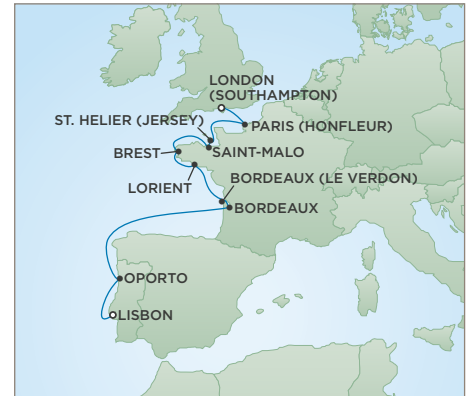 LONDON
(SOUTHAMPTON)
ST. HELIER (JERSEY)
PARIS (HONFLEUR)
BREST
SAINT-MALO
LORIENT
BORDEAUX (LE VERDON)
BORDEAUX
OPORTO
LISBON